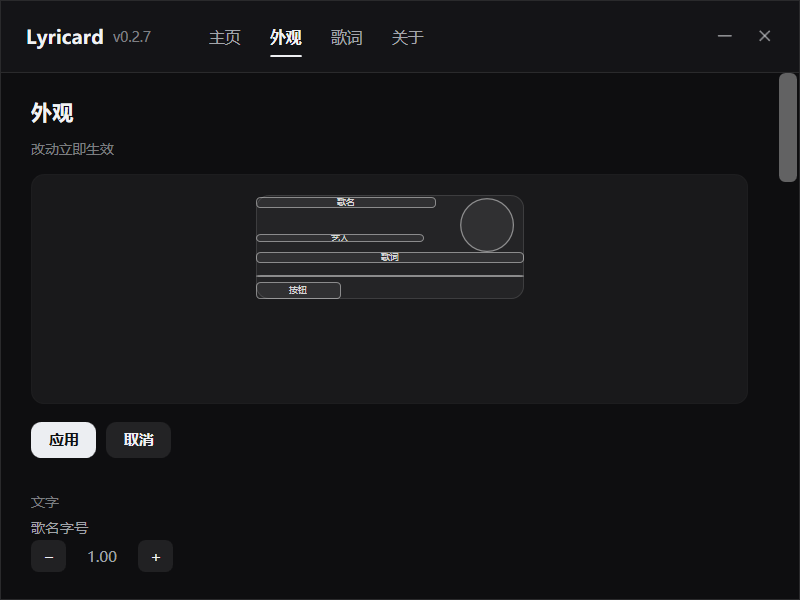 Lyricard v0.2.7 主页 外观 歌词 关于
外观
改动立即生效
歌名
艺人
歌词
按钮
应用 取消
文字
歌名字号
− 1.00 +